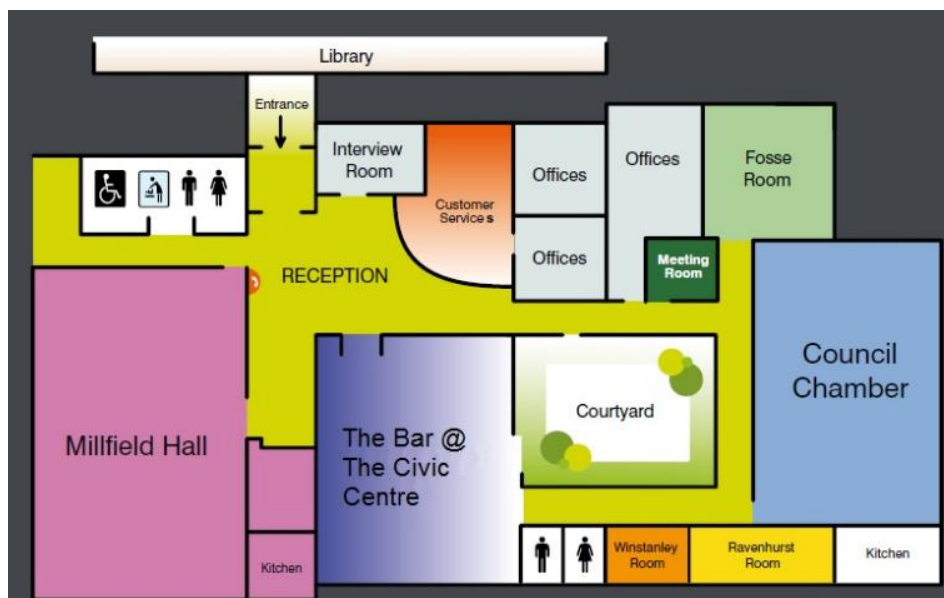 Library
Entrance
Interview
Room
Customer
Services
Offices
Offices
Offices
Fosse
Room
Meeting
Room
RECEPTION
Council
Chamber
Millfield Hall
The Bar @
The Civic
Centre
Courtyard
Kitchen
Winstanley
Room
Ravenhurst
Room
Kitchen